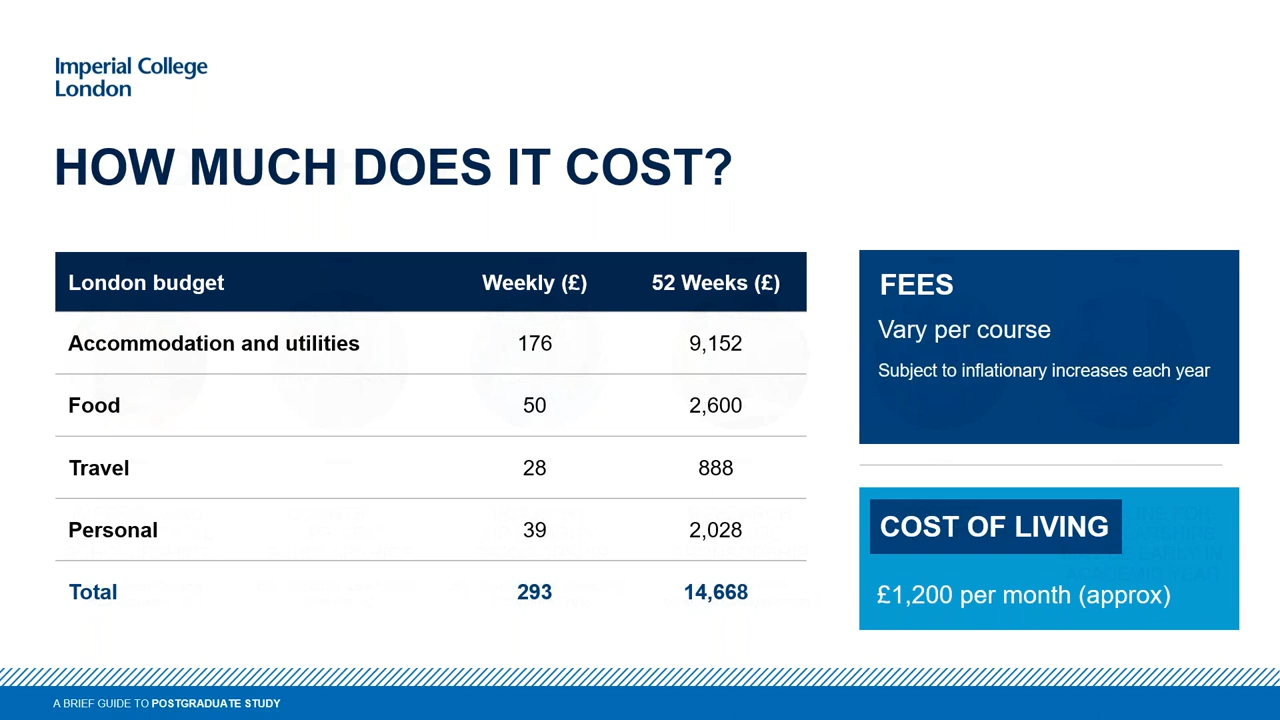 Imperial College
London
HOW MUCH DOES IT COST?
London budget Weekly (£) 52 Weeks (£)
Accommodation and utilities 176 9,152
Food 50 2,600
Travel 28 888
Personal 39 2,028
Total 293 14,668
FEES
Vary per course
Subject to inflationary increases each year
COST OF LIVING
£1,200 per month (approx)
A BRIEF GUIDE TO POSTGRADUATE STUDY